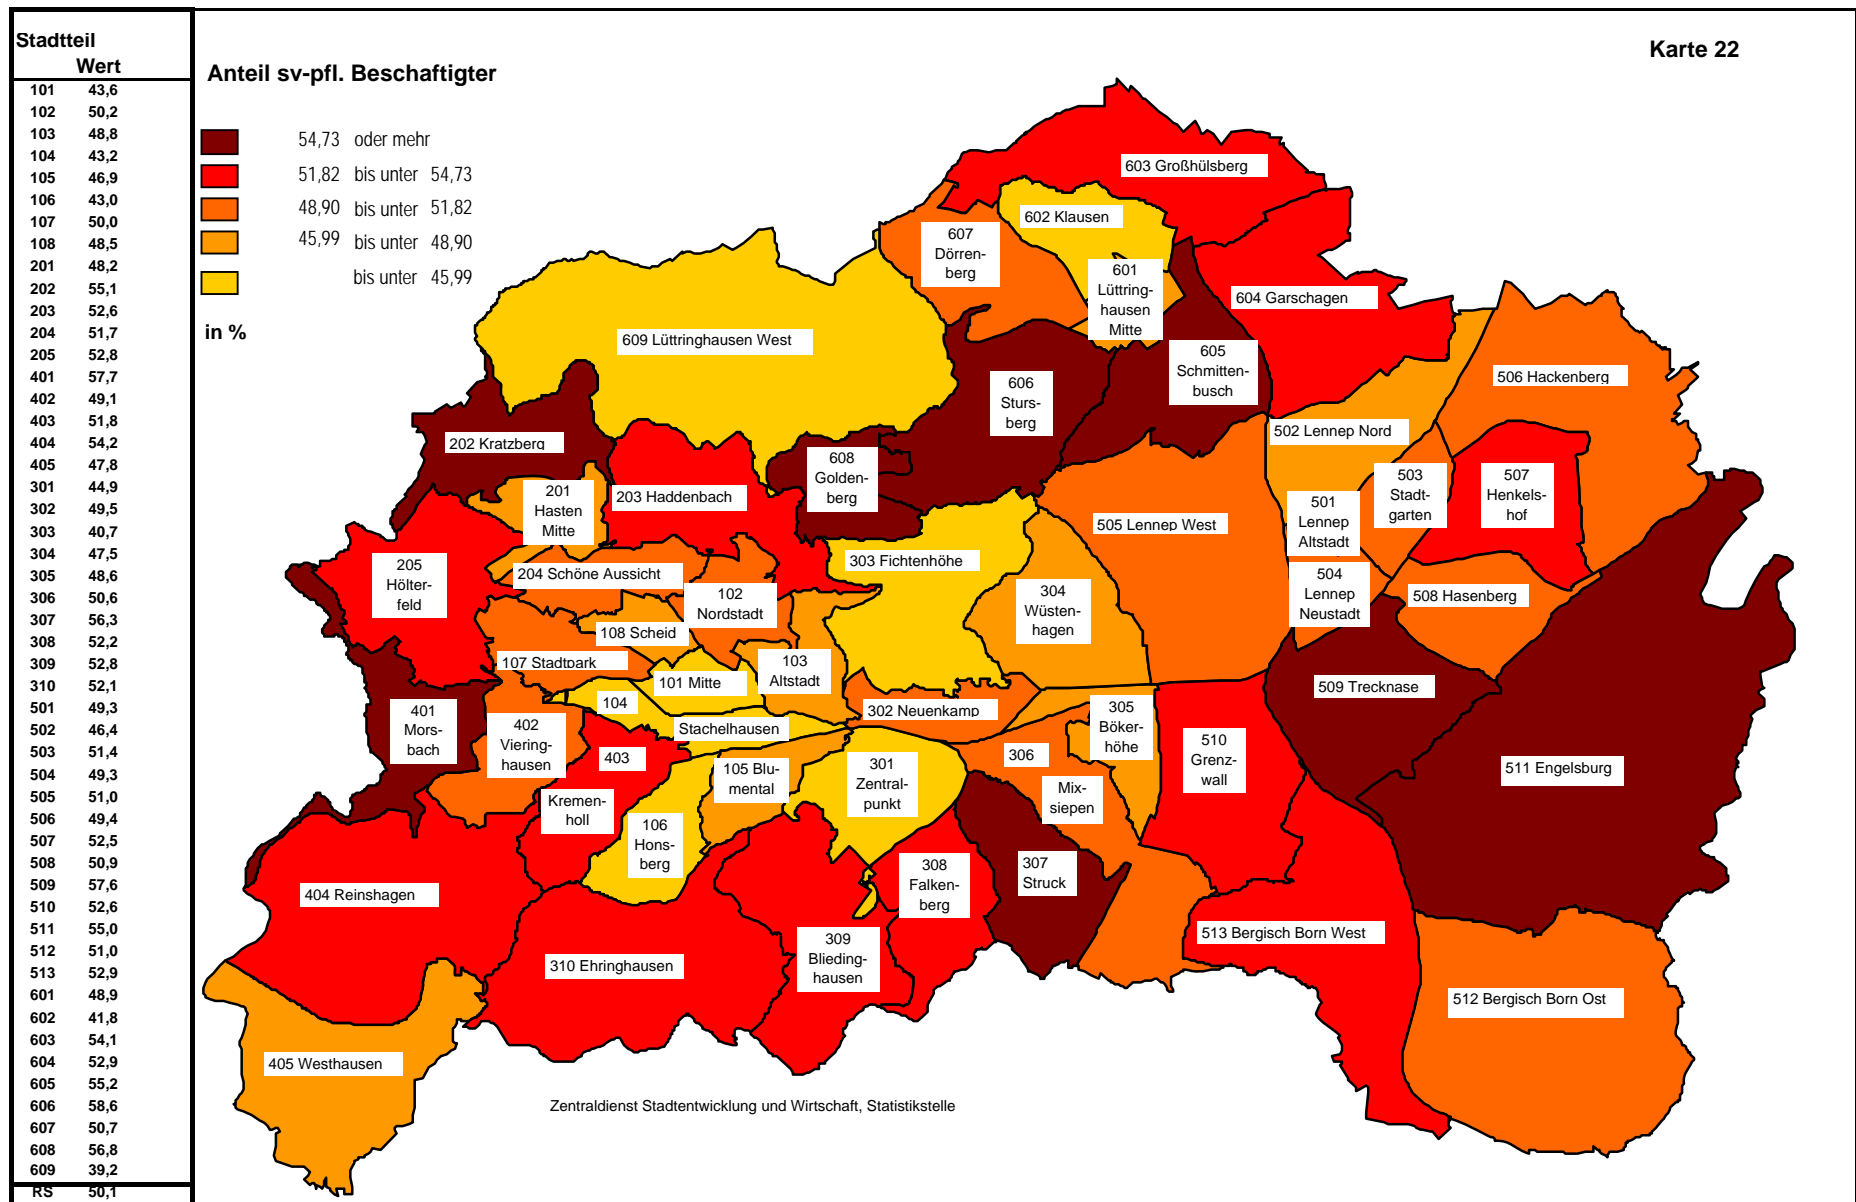 Stadtteil
Wert
101 43,6
102 50,2
103 48,8
104 43,2
105 46,9
106 43,0
107 50,0
108 48,5
201 48,2
202 55,1
203 52,6
204 51,7
205 52,8
401 57,7
402 49,1
403 51,8
404 54,2
405 47,8
301 44,9
302 49,5
303 40,7
304 47,5
305 48,6
306 50,6
307 56,3
308 52,2
309 52,8
310 52,1
501 49,3
502 46,4
503 51,4
504 49,3
505 51,0
506 49,4
507 52,5
508 50,9
509 57,6
510 52,6
511 55,0
512 51,0
513 52,9
601 48,9
602 41,8
603 54,1
604 52,9
605 55,2
606 58,6
607 50,7
608 56,8
609 39,2
RS 50,1
Karte 22
Anteil sv-pfl. Beschaftigter
54,73 oder mehr
51,82 bis unter 54,73
48,90 bis unter 51,82
45,99 bis unter 48,90
bis unter 45,99
in %
603 Großhülsberg
602 Klausen
607
Dörren-
berg
601
Lüttring-
hausen
Mitte
604 Garschagen
609 Lüttringhausen West
605
Schmitten-
busch
606
Sturs-
berg
506 Hackenberg
502 Lennep Nord
202 Kratzberg
608
Golden-
berg
503
Stadt-
garten
507
Henkels-
hof
201
Hasten
Mitte
203 Haddenbach
501
Lennep
Altstadt
505 Lennep West
303 Fichtenhöhe
205
Hölter-
feld
204 Schöne Aussicht
102
Nordstadt
304
Wüsten-
hagen
504
Lennep
Neustadt
508 Hasenberg
108 Scheid
107 Stadtpark
103
Altstadt
101 Mitte
509 Trecknase
104
Stachelhausen
401
Mors-
bach
402
Viering-
hausen
302 Neuenkamp
305
Böker-
höhe
403
Kremen-
holl
105 Blu-
mental
301
Zentral-
punkt
306
Mix-
siepen
510
Grenz-
wall
511 Engelsburg
106
Hons-
berg
404 Reinshagen
308
Falken-
berg
307
Struck
513 Bergisch Born West
309
Blieding-
hausen
310 Ehringhausen
512 Bergisch Born Ost
405 Westhausen
Zentraldienst Stadtentwicklung und Wirtschaft, Statistikstelle